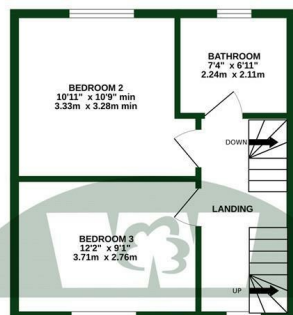 BATHROOM
7'4" x 6'11"
2.24m x 2.11m
BEDROOM 2
10'11" x 10'9" min
3.33m x 3.28m min
DOWN
LANDING
BEDROOM 3
12'2" x 9'1"
3.71m x 2.76m
UP